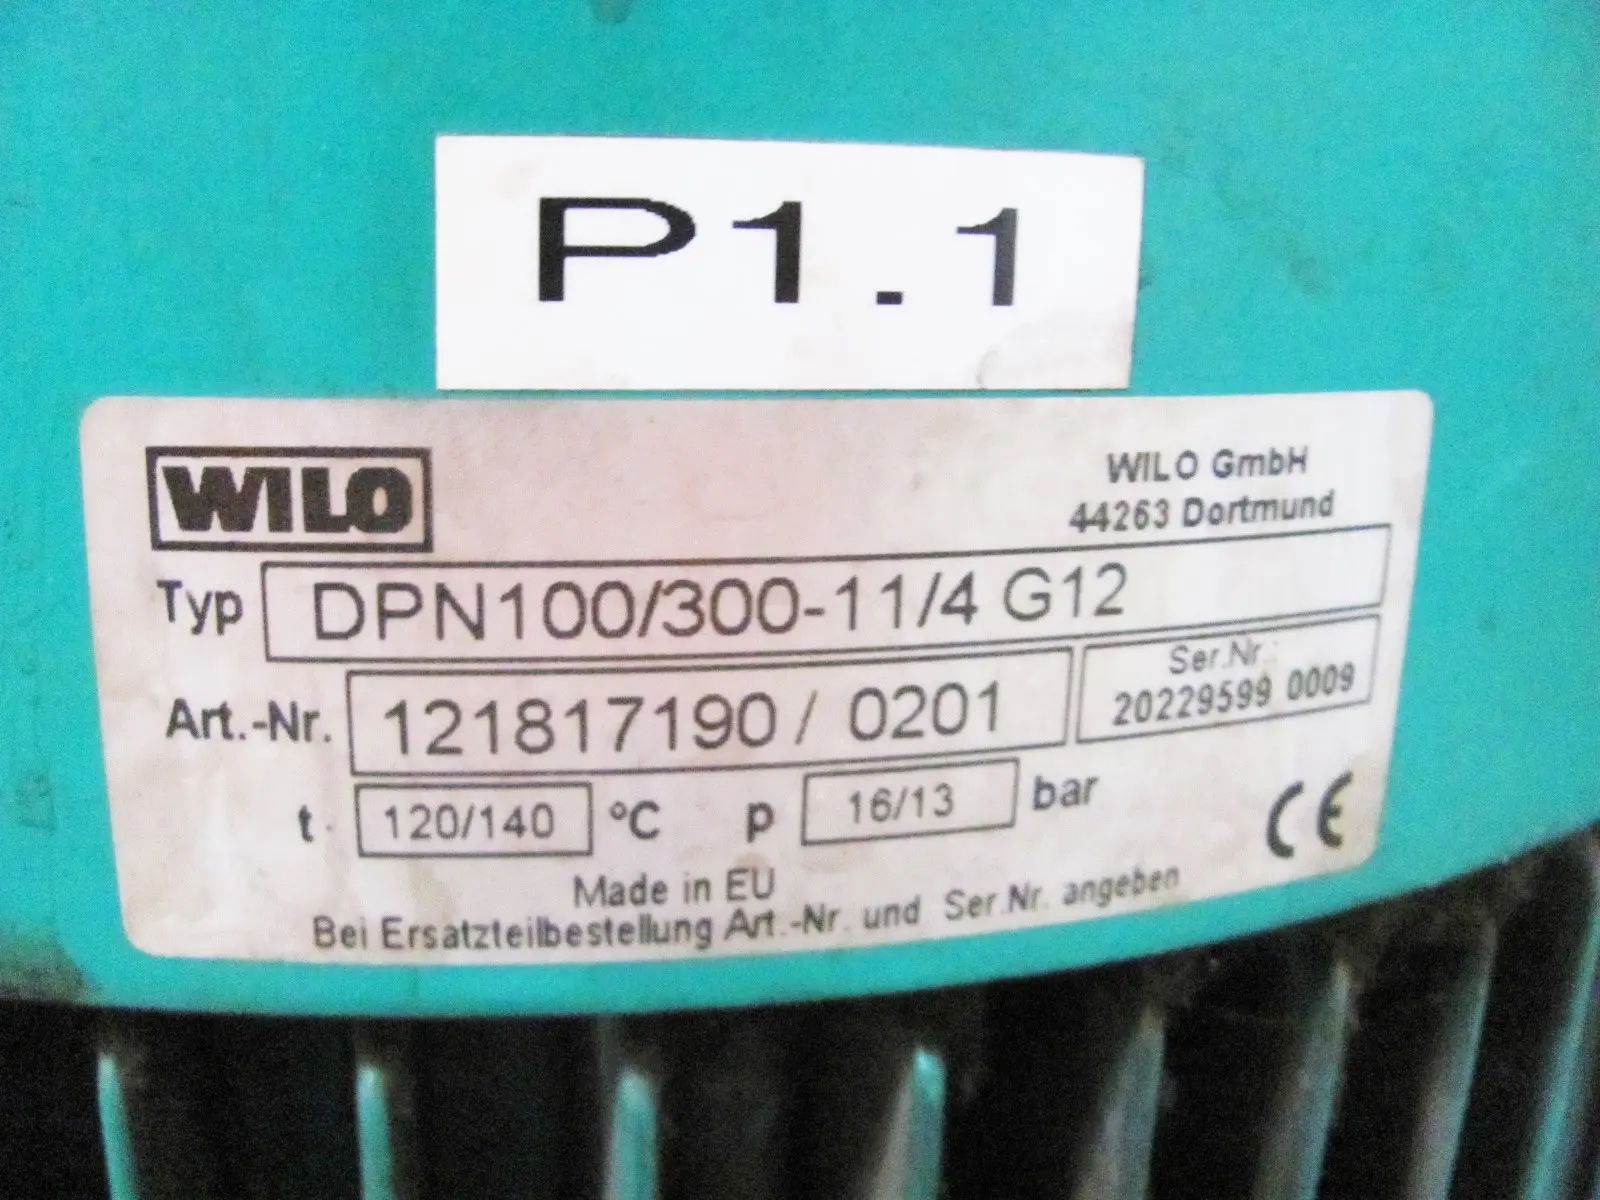 P1.1
WILO
WILO GmbH
44263 Dortmund
Typ DPN100/300-11/4 G12
Art.-Nr. 121817190 / 0201
Ser.Nr.:
20229599 0009
t 120/140 °C p 16/13 bar
CE
Made in EU
Bei Ersatzteilbestellung Art.-Nr. und Ser.Nr. angeben